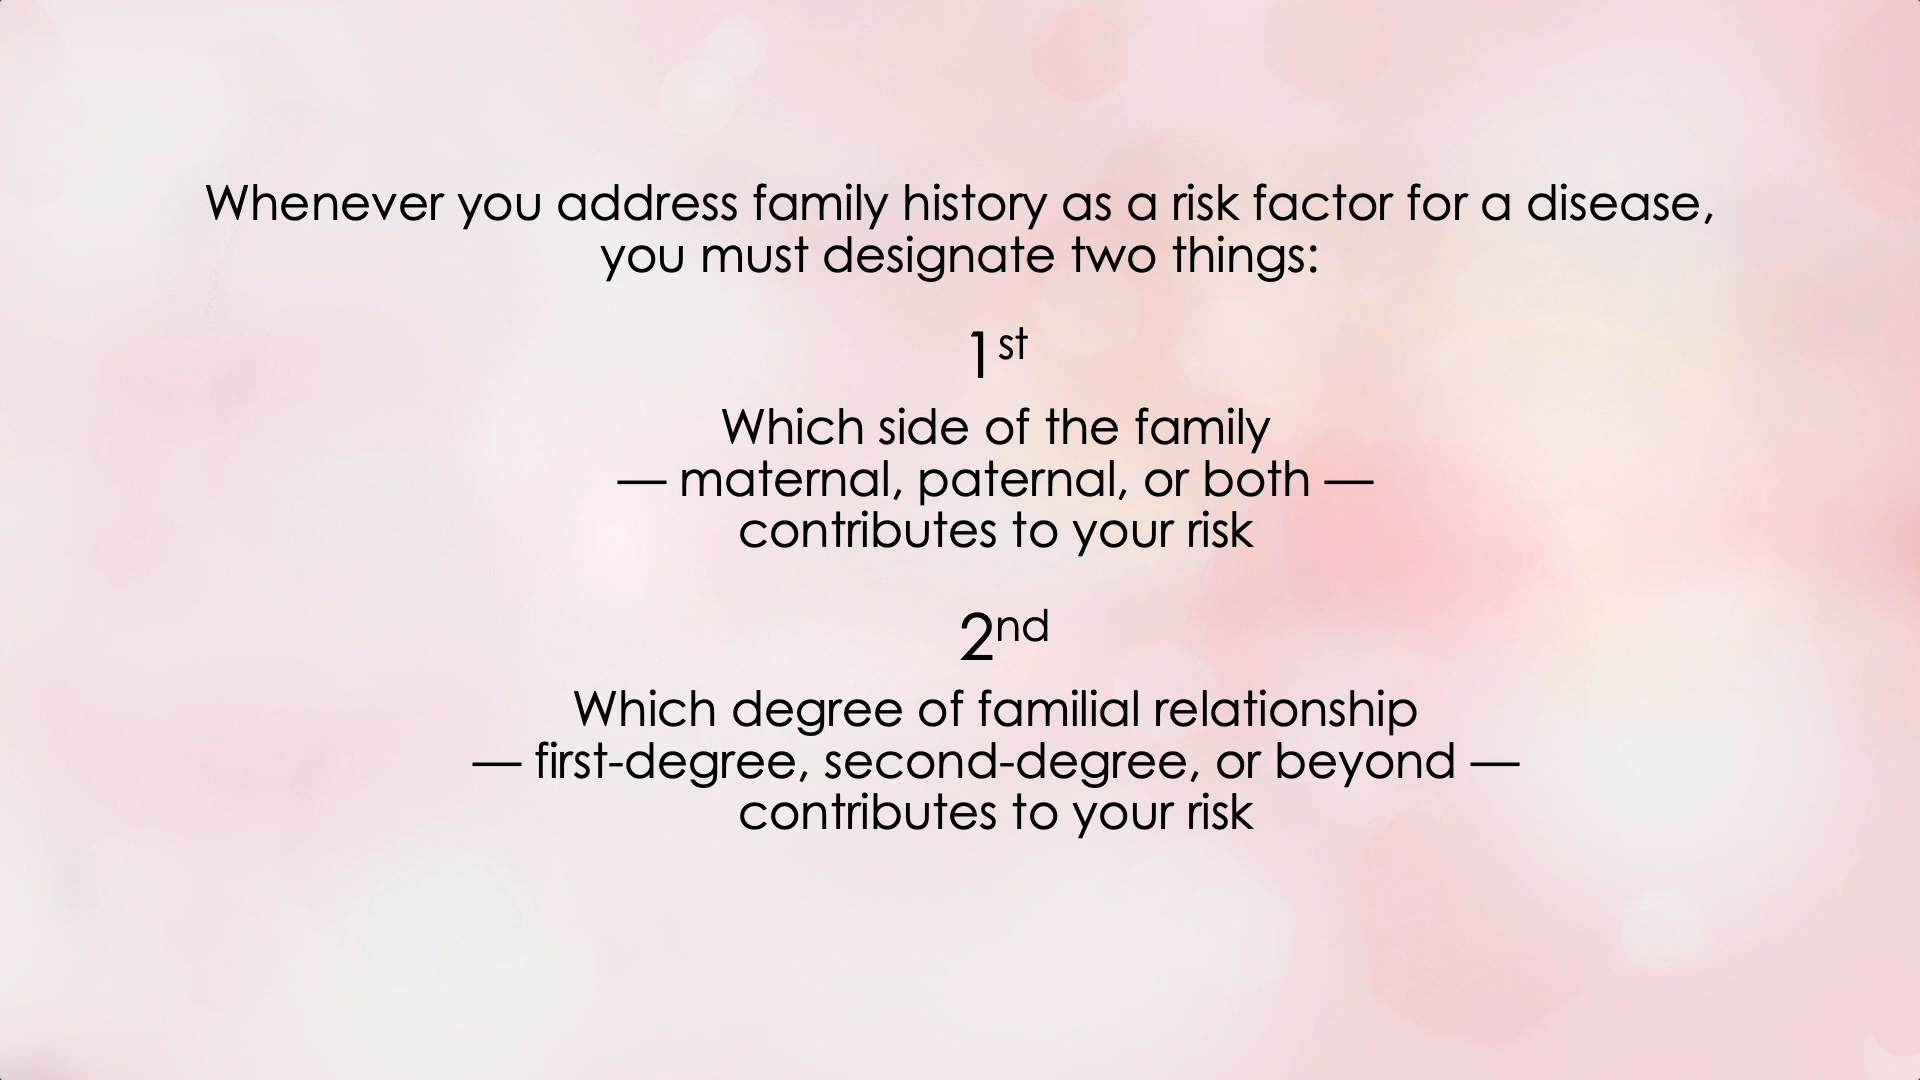 Whenever you address family history as a risk factor for a disease,
you must designate two things:
1st
Which side of the family
— maternal, paternal, or both —
contributes to your risk
2nd
Which degree of familial relationship
— first-degree, second-degree, or beyond —
contributes to your risk